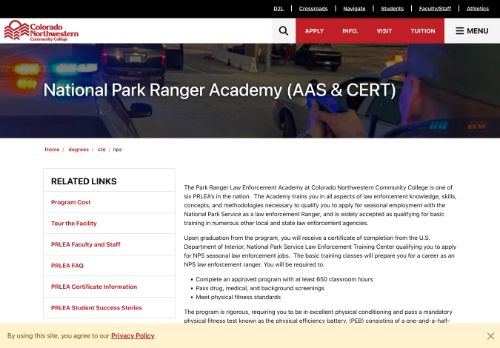 D2L | Crossroads | Navigate | Students | Faculty/Staff | Athletics
Colorado
Northwestern
Community College
APPLY INFO. VISIT TUITION MENU
National Park Ranger Academy (AAS & CERT)
Home / degrees / cte / nps
RELATED LINKS
Program Cost
Tour the Facility
PRLEA Faculty and Staff
PRLEA FAQ
PRLEA Certificate Information
PRLEA Student Success Stories
The Park Ranger Law Enforcement Academy at Colorado Northwestern Community College is one of
six PRLEA's in the nation. The Academy trains you in all aspects of law enforcement knowledge, skills,
concepts, and methodologies necessary to qualify you to apply for seasonal employment with the
National Park Service as a law enforcement Ranger, and is widely accepted as qualifying for basic
training in numerous other local and state law enforcement agencies.
Upon graduation from the program, you will receive a certificate of completion from the U.S.
Department of Interior, National Park Service Law Enforcement Training Center qualifying you to apply
for NPS seasonal law enforcement jobs. The basic training classes will prepare you for a career as an
NPS law enforcement ranger. You will be required to:
• Complete an approved program with at least 650 classroom hours
• Pass drug, medical, and background screenings
• Meet physical fitness standards
The program is rigorous, requiring you to be in excellent physical conditioning and pass a mandatory
physical fitness test known as the physical efficiency battery, (PEB) consisting of a one-and-a-half-
By using this site, you agree to our Privacy Policy